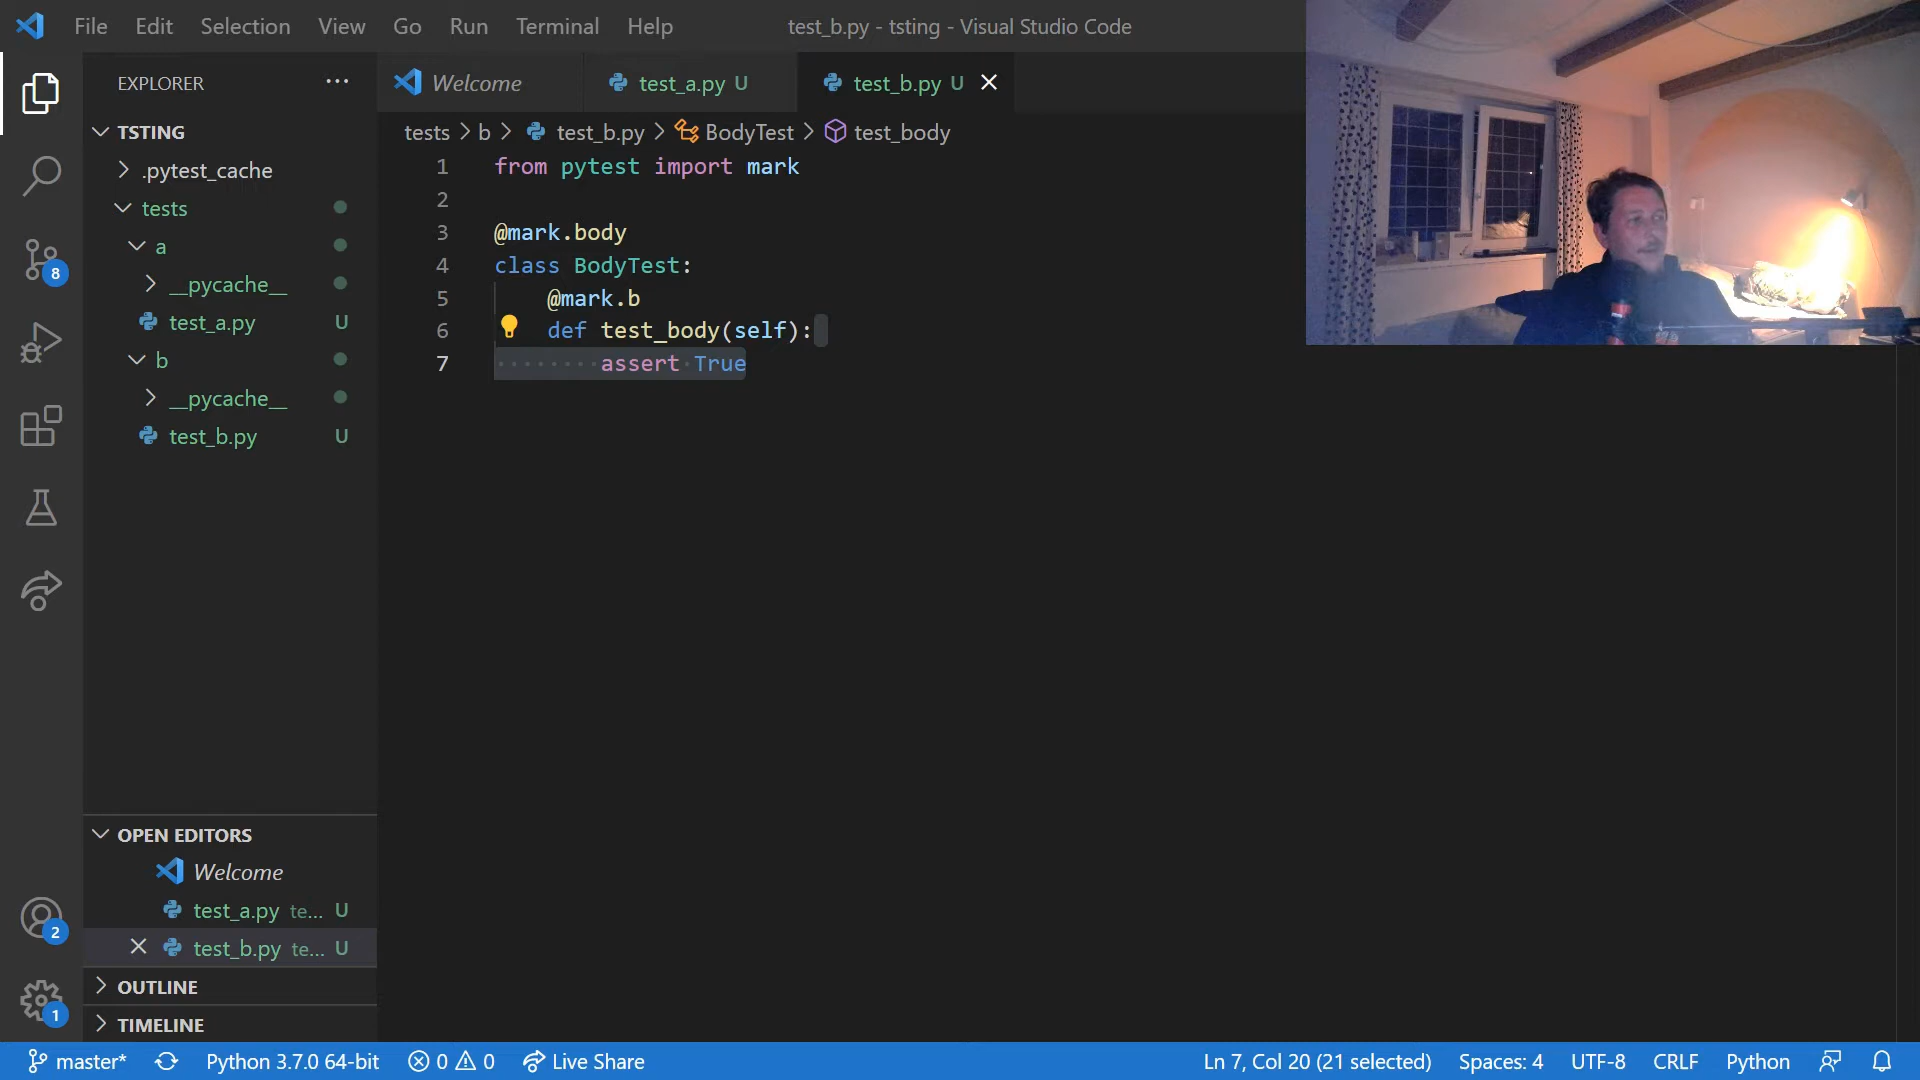 File Edit Selection View Go Run Terminal Help test_b.py - tsting - Visual Studio Code
EXPLORER ···
Welcome test_a.py U test_b.py U
TSTING
.pytest_cache
tests
a
__pycache__
test_a.py U
b
__pycache__
test_b.py U
tests > b > test_b.py > BodyTest > test_body
1 from pytest import mark
2
3 @mark.body
4 class BodyTest:
5 @mark.b
6 def test_body(self):
7 assert True
8
OPEN EDITORS
Welcome
test_a.py te... U
test_b.py te... U
OUTLINE
TIMELINE
2
1
master* Python 3.7.0 64-bit 0 0 Live Share Ln 7, Col 20 (21 selected) Spaces: 4 UTF-8 CRLF Python